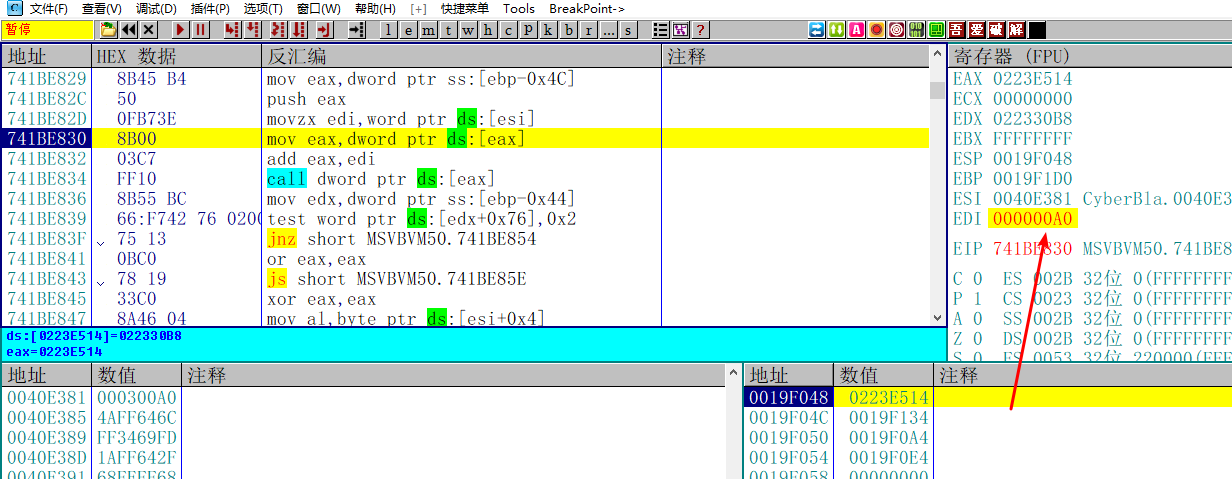 C 文件(F) 查看(V) 调试(D) 插件(P) 选项(T) 窗口(W) 帮助(H) [+] 快捷菜单 Tools BreakPoint->
暂停 l e m t w h c p k b r ... s A 吾 爱 破 解
地址 HEX 数据 反汇编 注释
741BE829 8B45 B4 mov eax,dword ptr ss:[ebp-0x4C]
741BE82C 50 push eax
741BE82D 0FB73E movzx edi,word ptr ds:[esi]
741BE830 8B00 mov eax,dword ptr ds:[eax]
741BE832 03C7 add eax,edi
741BE834 FF10 call dword ptr ds:[eax]
741BE836 8B55 BC mov edx,dword ptr ss:[ebp-0x44]
741BE839 66:F742 76 0200 test word ptr ds:[edx+0x76],0x2
741BE83F 75 13 jnz short MSVBVM50.741BE854
741BE841 0BC0 or eax,eax
741BE843 78 19 js short MSVBVM50.741BE85E
741BE845 33C0 xor eax,eax
741BE847 8A46 04 mov al,byte ptr ds:[esi+0x4]
ds:[0223E514]=022330B8
eax=0223E514
寄存器 (FPU)
EAX 0223E514
ECX 00000000
EDX 022330B8
EBX FFFFFFFF
ESP 0019F048
EBP 0019F1D0
ESI 0040E381 CyberBla.0040E3
EDI 000000A0
EIP 741BE830 MSVBVM50.741BE8
C 0 ES 002B 32位 0(FFFFFFFF
P 1 CS 0023 32位 0(FFFFFFFF
A 0 SS 002B 32位 0(FFFFFFFF
Z 0 DS 002B 32位 0(FFFFFFFF
S 0 FS 0053 32位 220000(FFF
地址 数值 注释
0040E381 000300A0
0040E385 4AFF646C
0040E389 FF3469FD
0040E38D 1AFF642F
0040E391 68FFFF68
地址 数值 注释
0019F048 0223E514
0019F04C 0019F134
0019F050 0019F0A4
0019F054 0019F0E4
0019F058 00000000